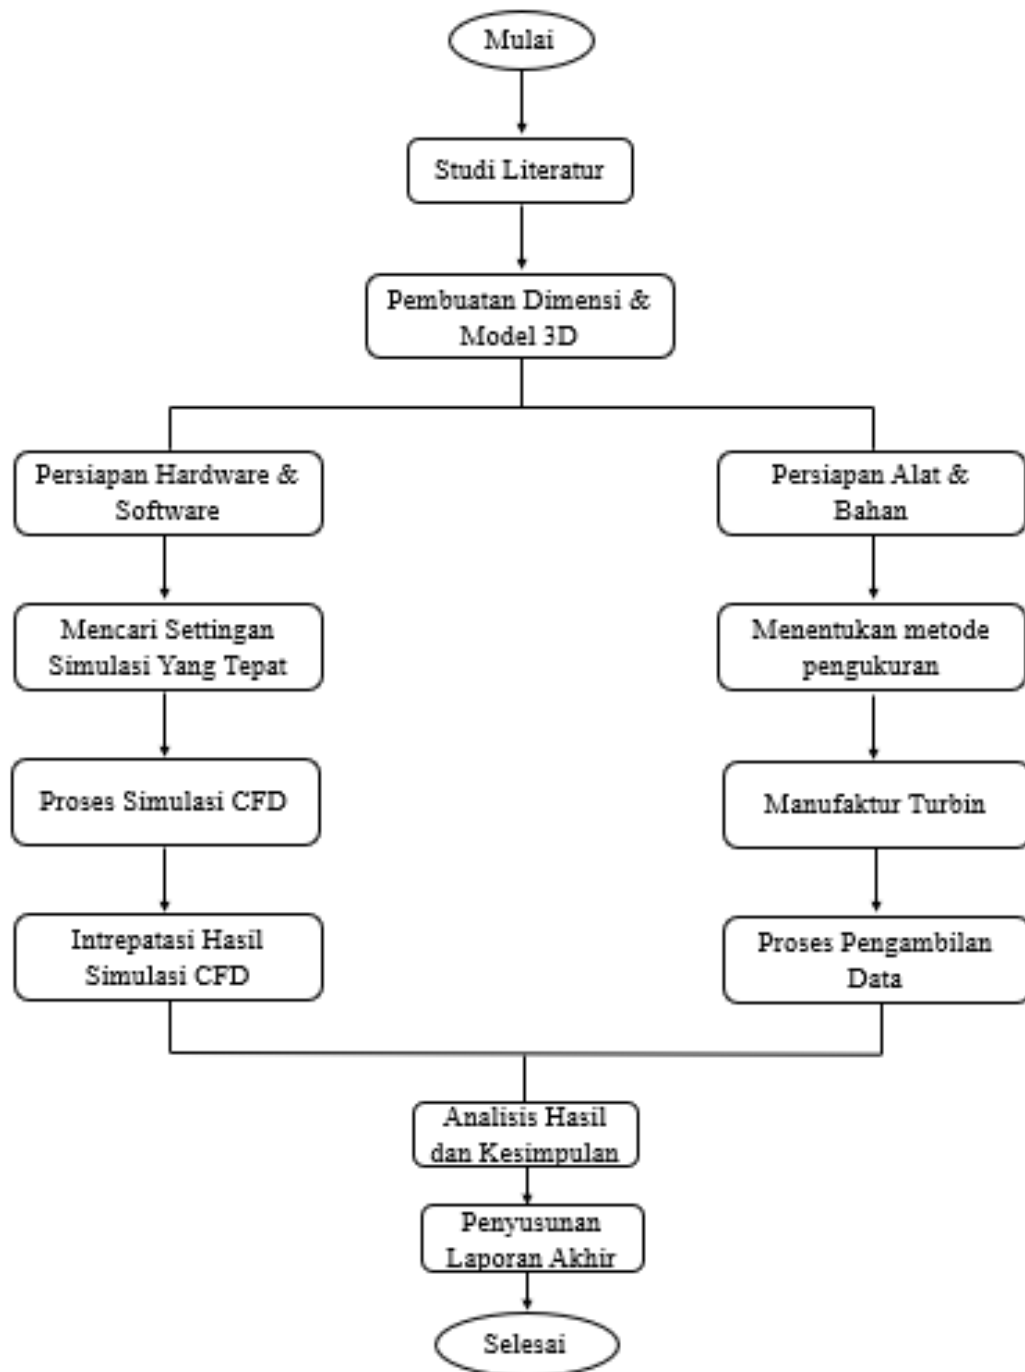 Mulai
Studi Literatur
Pembuatan Dimensi &
Model 3D
Persiapan Hardware &
Software
Mencari Settingan
Simulasi Yang Tepat
Proses Simulasi CFD
Intrepatasi Hasil
Simulasi CFD
Persiapan Alat &
Bahan
Menentukan metode
pengukuran
Manufaktur Turbin
Proses Pengambilan
Data
Analisis Hasil
dan Kesimpulan
Penyusunan
Laporan Akhir
Selesai